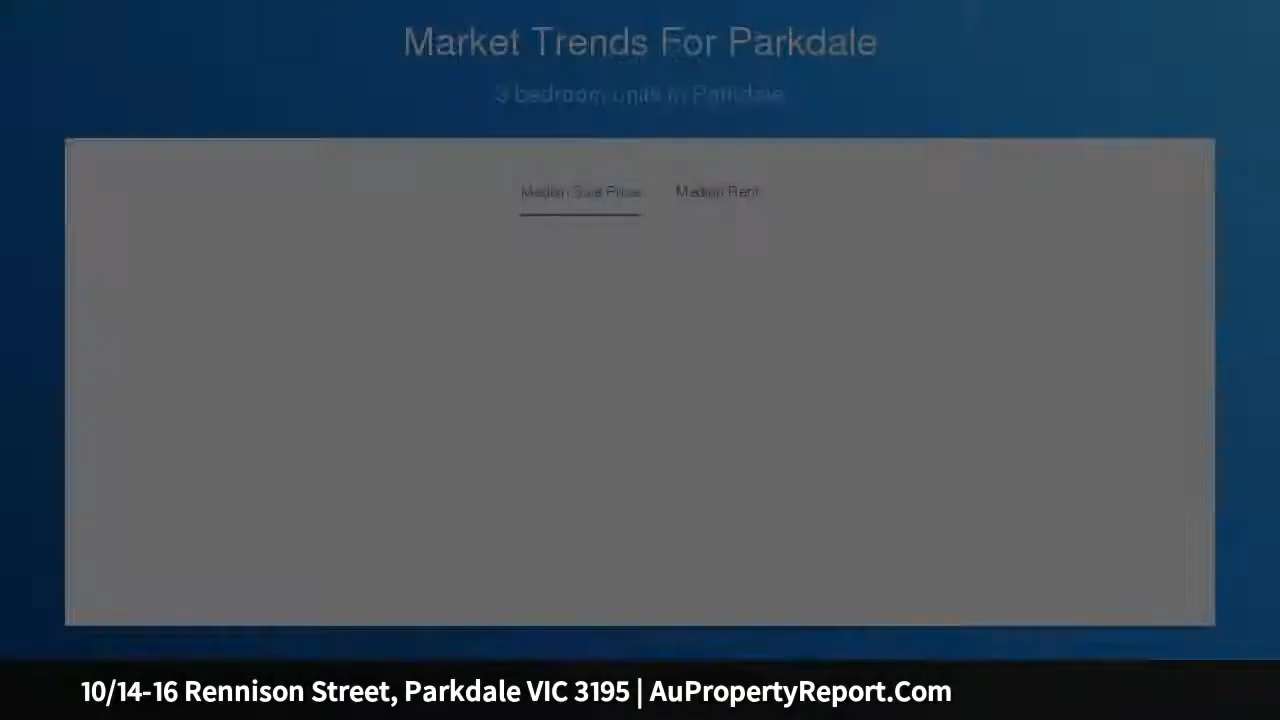 Market Trends For Parkdale
3 bedroom units in Parkdale
Median Sale Price Median Rent
10/14-16 Rennison Street, Parkdale VIC 3195 | AuPropertyReport.Com